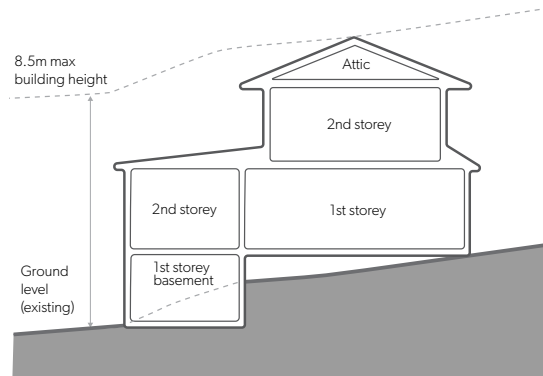 8.5m max
building height
Attic
2nd storey
2nd storey
1st storey
1st storey
basement
Ground
level
(existing)